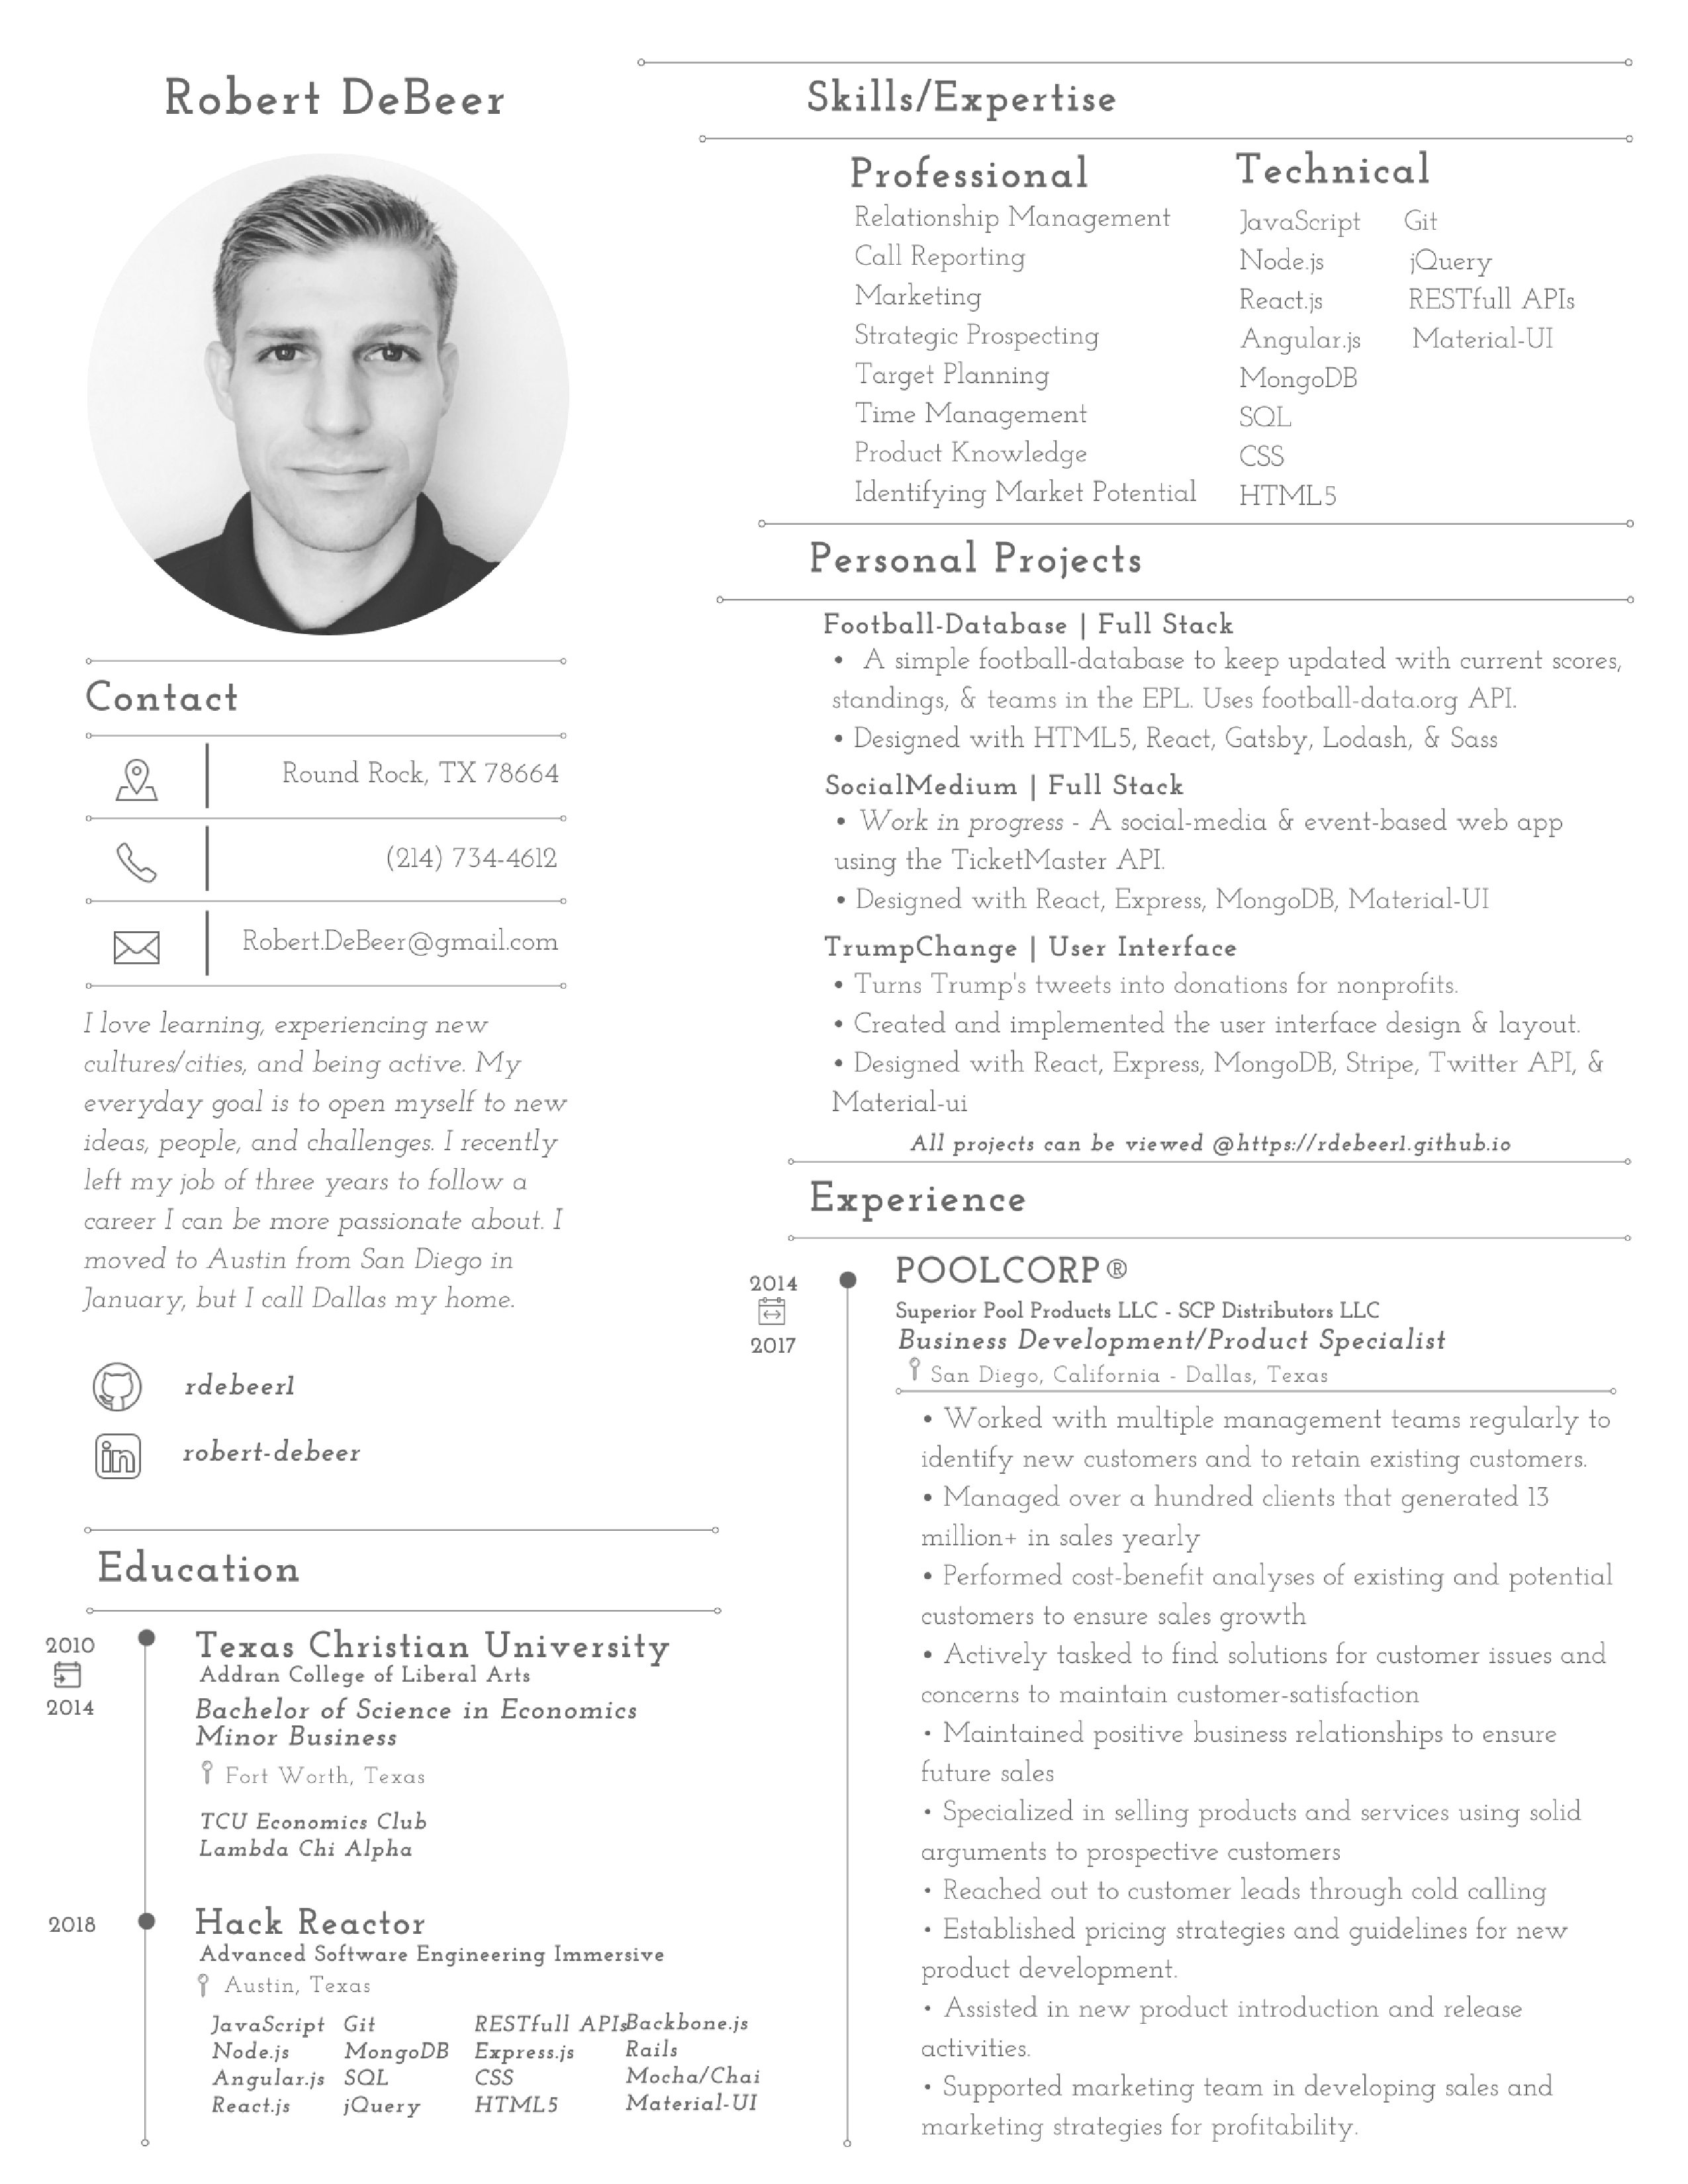 Robert DeBeer
Contact
Round Rock, TX 78664
(214) 734-4612
Robert.DeBeer@gmail.com
I love learning, experiencing new
cultures/cities, and being active. My
everyday goal is to open myself to new
ideas, people, and challenges. I recently
left my job of three years to follow a
career I can be more passionate about. I
moved to Austin from San Diego in
January, but I call Dallas my home.
rdebeer1
in robert-debeer
Education
2010
2014
Texas Christian University
Addran College of Liberal Arts
Bachelor of Science in Economics
Minor Business
Fort Worth, Texas
TCU Economics Club
Lambda Chi Alpha
2018
Hack Reactor
Advanced Software Engineering Immersive
Austin, Texas
JavaScript Git RESTfull APIs Backbone.js
Node.js MongoDB Express.js Rails
Angular.js SQL CSS Mocha/Chai
React.js jQuery HTML5 Material-UI
Skills/Expertise
Professional
Relationship Management
Call Reporting
Marketing
Strategic Prospecting
Target Planning
Time Management
Product Knowledge
Identifying Market Potential
Technical
JavaScript Git
Node.js jQuery
React.js RESTfull APIs
Angular.js Material-UI
MongoDB
SQL
CSS
HTML5
Personal Projects
Football-Database | Full Stack
• A simple football-database to keep updated with current scores,
standings, & teams in the EPL. Uses football-data.org API.
• Designed with HTML5, React, Gatsby, Lodash, & Sass
SocialMedium | Full Stack
• Work in progress - A social-media & event-based web app
using the TicketMaster API.
• Designed with React, Express, MongoDB, Material-UI
TrumpChange | User Interface
• Turns Trump's tweets into donations for nonprofits.
• Created and implemented the user interface design & layout.
• Designed with React, Express, MongoDB, Stripe, Twitter API, &
Material-ui
All projects can be viewed @https://rdebeer1.github.io
Experience
2014
2017
POOLCORP®
Superior Pool Products LLC - SCP Distributors LLC
Business Development/Product Specialist
San Diego, California - Dallas, Texas
• Worked with multiple management teams regularly to
identify new customers and to retain existing customers.
• Managed over a hundred clients that generated 13
million+ in sales yearly
• Performed cost-benefit analyses of existing and potential
customers to ensure sales growth
• Actively tasked to find solutions for customer issues and
concerns to maintain customer-satisfaction
• Maintained positive business relationships to ensure
future sales
• Specialized in selling products and services using solid
arguments to prospective customers
• Reached out to customer leads through cold calling
• Established pricing strategies and guidelines for new
product development.
• Assisted in new product introduction and release
activities.
• Supported marketing team in developing sales and
marketing strategies for profitability.